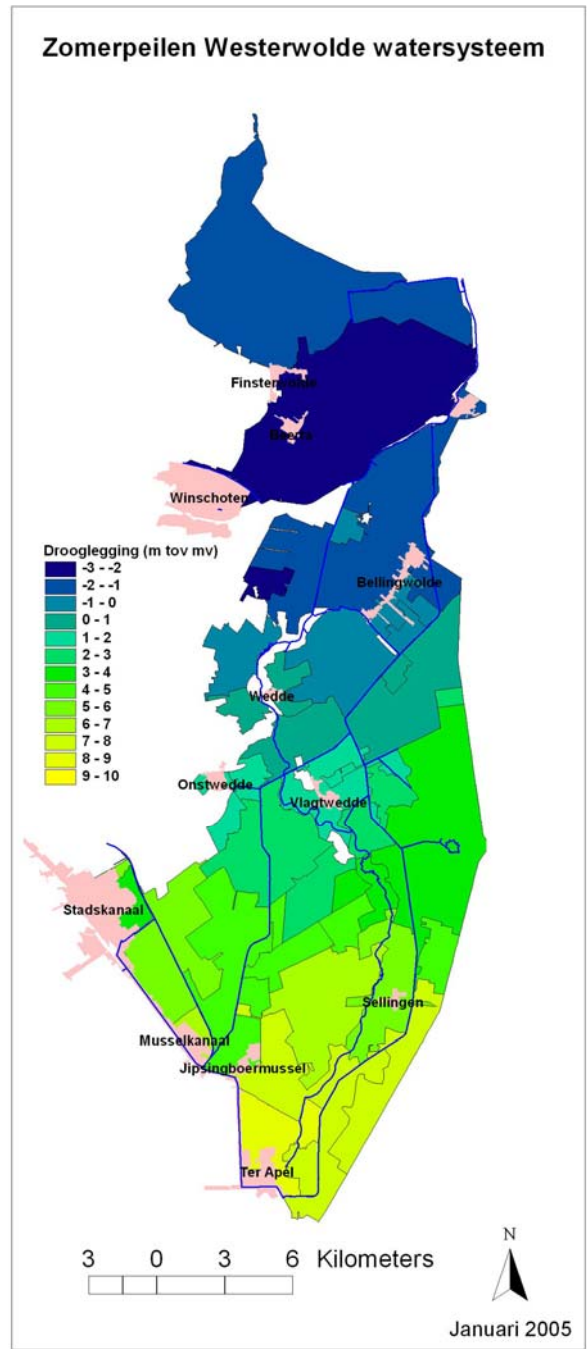 Zomerpeilen Westerwolde watersysteem
Finsterwolde
Beerta
Winschoten
Drooglegging (m tov mv)
-3 - -2
-2 - -1
-1 - 0
0 - 1
1 - 2
2 - 3
3 - 4
4 - 5
5 - 6
6 - 7
7 - 8
8 - 9
9 - 10
Bellingwolde
Wedde
Onstwedde
Vlagtwedde
Stadskanaal
Sellingen
Musselkanaal
Jipsingboermussel
Ter Apel
3 0 3 6 Kilometers
N
Januari 2005